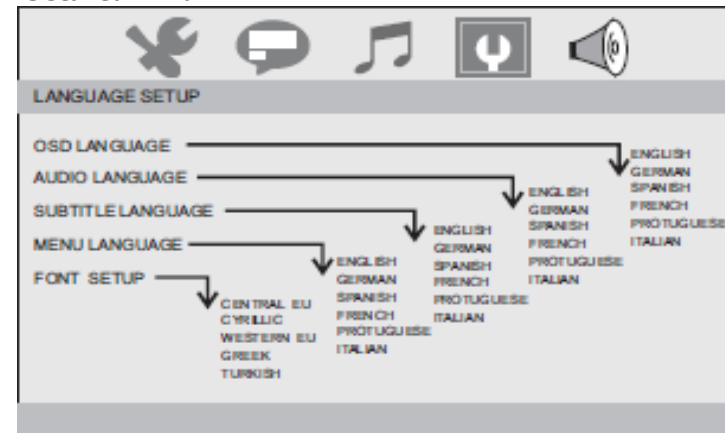 LANGUAGE SETUP
OSD LANGUAGE
ENGLISH
GERMAN
SPANISH
FRENCH
PROTUGUESE
ITALIAN
AUDIO LANGUAGE
ENGLISH
GERMAN
SPANISH
FRENCH
PROTUGUESE
ITALIAN
SUBTITLE LANGUAGE
ENGLISH
GERMAN
SPANISH
FRENCH
PROTUGUESE
ITALIAN
MENU LANGUAGE
ENGLISH
GERMAN
SPANISH
FRENCH
PROTUGUESE
ITALIAN
FONT SETUP
CENTRAL EU
CYRILLIC
WESTERN EU
GREEK
TURKISH